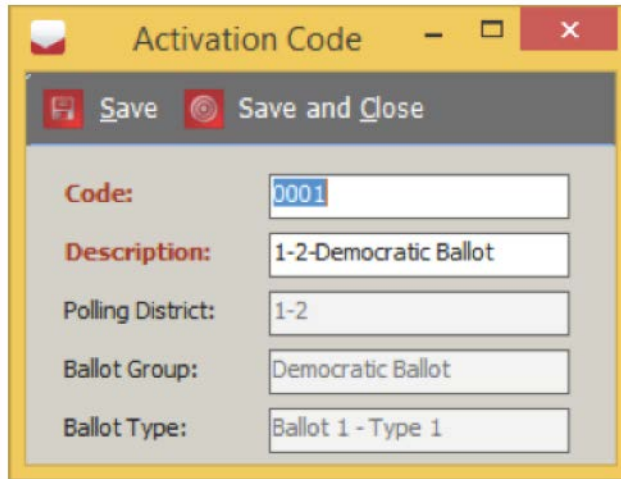 Activation Code
Save Save and Close
Code: 0001
Description: 1-2-Democratic Ballot
Polling District: 1-2
Ballot Group: Democratic Ballot
Ballot Type: Ballot 1 - Type 1